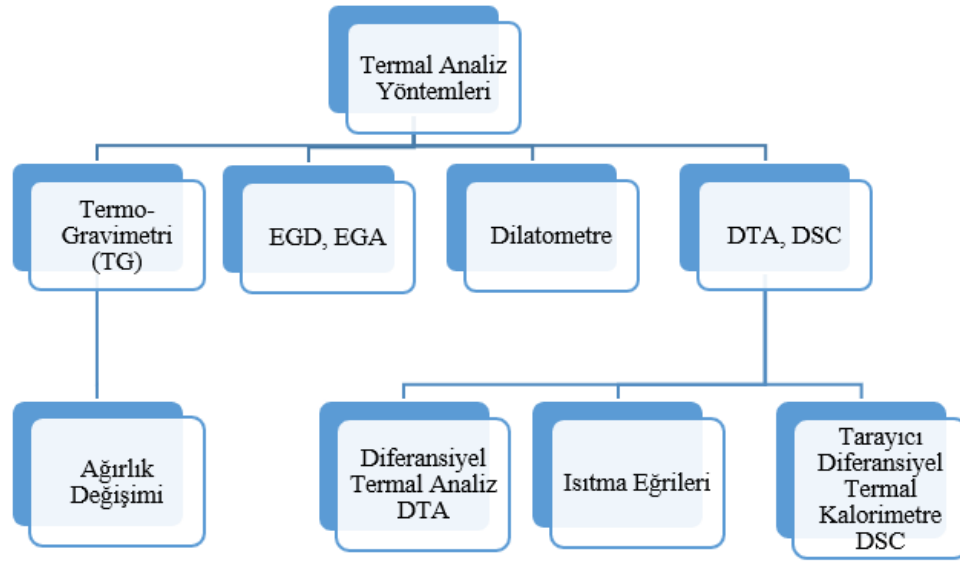 Termal Analiz
Yöntemleri
Termo-
Gravimetri
(TG)
EGD, EGA
Dilatometre
DTA, DSC
Ağırlık
Değişimi
Diferansiyel
Termal Analiz
DTA
Isıtma Eğrileri
Tarayıcı
Diferansiyel
Termal
Kalorimetre
DSC